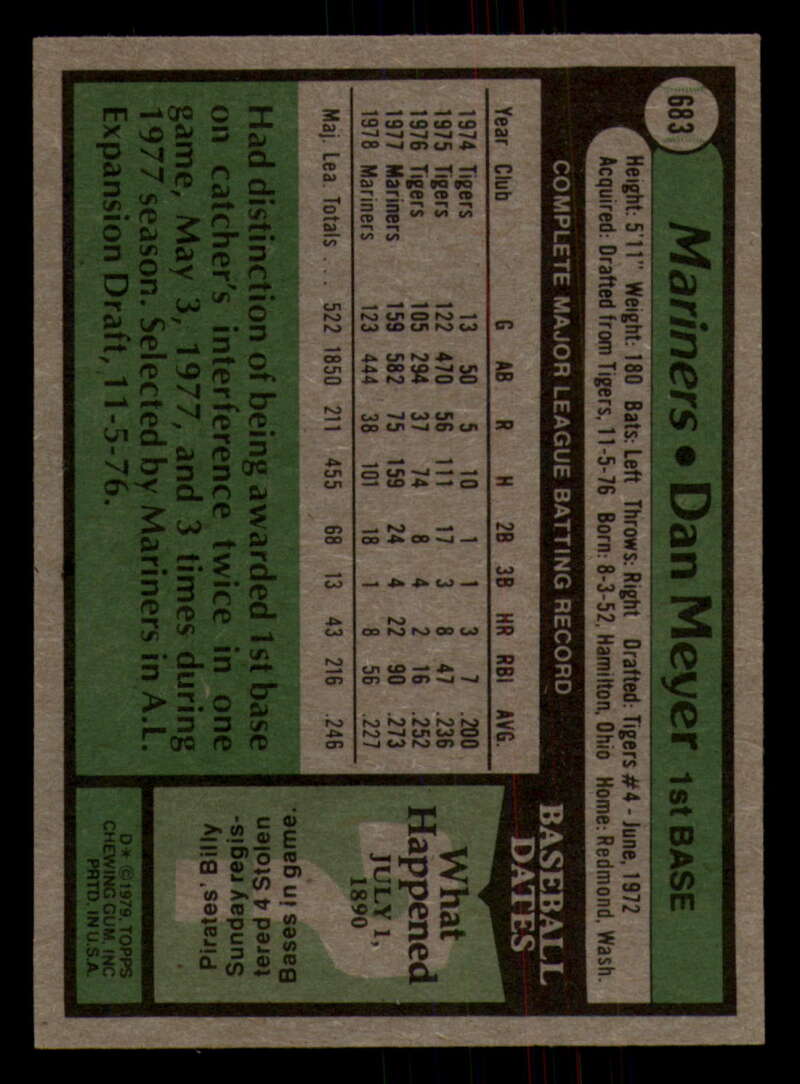 683
Mariners • Dan Meyer 1st BASE
Height: 5'11" Weight: 180 Bats: Left Throws: Right Drafted: Tigers #4 - June, 1972
Acquired: Drafted from Tigers, 11-5-76 Born: 8-3-52, Hamilton, Ohio Home: Redmond, Wash.
COMPLETE MAJOR LEAGUE BATTING RECORD
Year Club G AB R H 2B 3B HR RBI AVG.
1974 Tigers 13 50 5 10 1 1 3 7 .200
1975 Tigers 122 470 56 111 17 3 8 47 .236
1976 Tigers 105 294 37 74 8 4 2 16 .252
1977 Mariners 159 582 75 159 24 4 22 90 .273
1978 Mariners 123 444 38 101 18 1 8 56 .227
Maj. Lea. Totals . . . 522 1850 211 455 68 13 43 216 .246
Had distinction of being awarded 1st base
on catcher's interference twice in one
game, May 3, 1977, and 3 times during
1977 season. Selected by Mariners in A.L.
Expansion Draft, 11-5-76.
BASEBALL
DATES
What
Happened
JULY 1,
1890
Pirates' Billy
Sunday regis-
tered 4 Stolen
Bases in game.
D* © 1979, TOPPS
CHEWING GUM, INC.
PRTD. IN U.S.A.